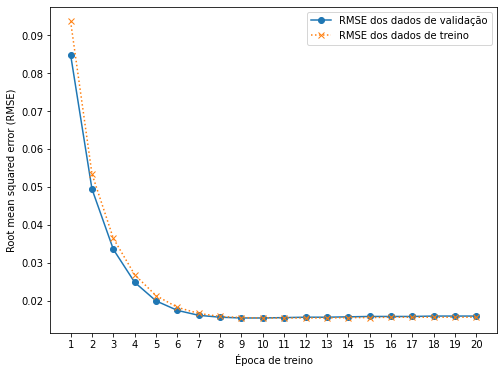 RMSE dos dados de validação
RMSE dos dados de treino
Root mean squared error (RMSE)
0.09
0.08
0.07
0.06
0.05
0.04
0.03
0.02
1 2 3 4 5 6 7 8 9 10 11 12 13 14 15 16 17 18 19 20
Época de treino